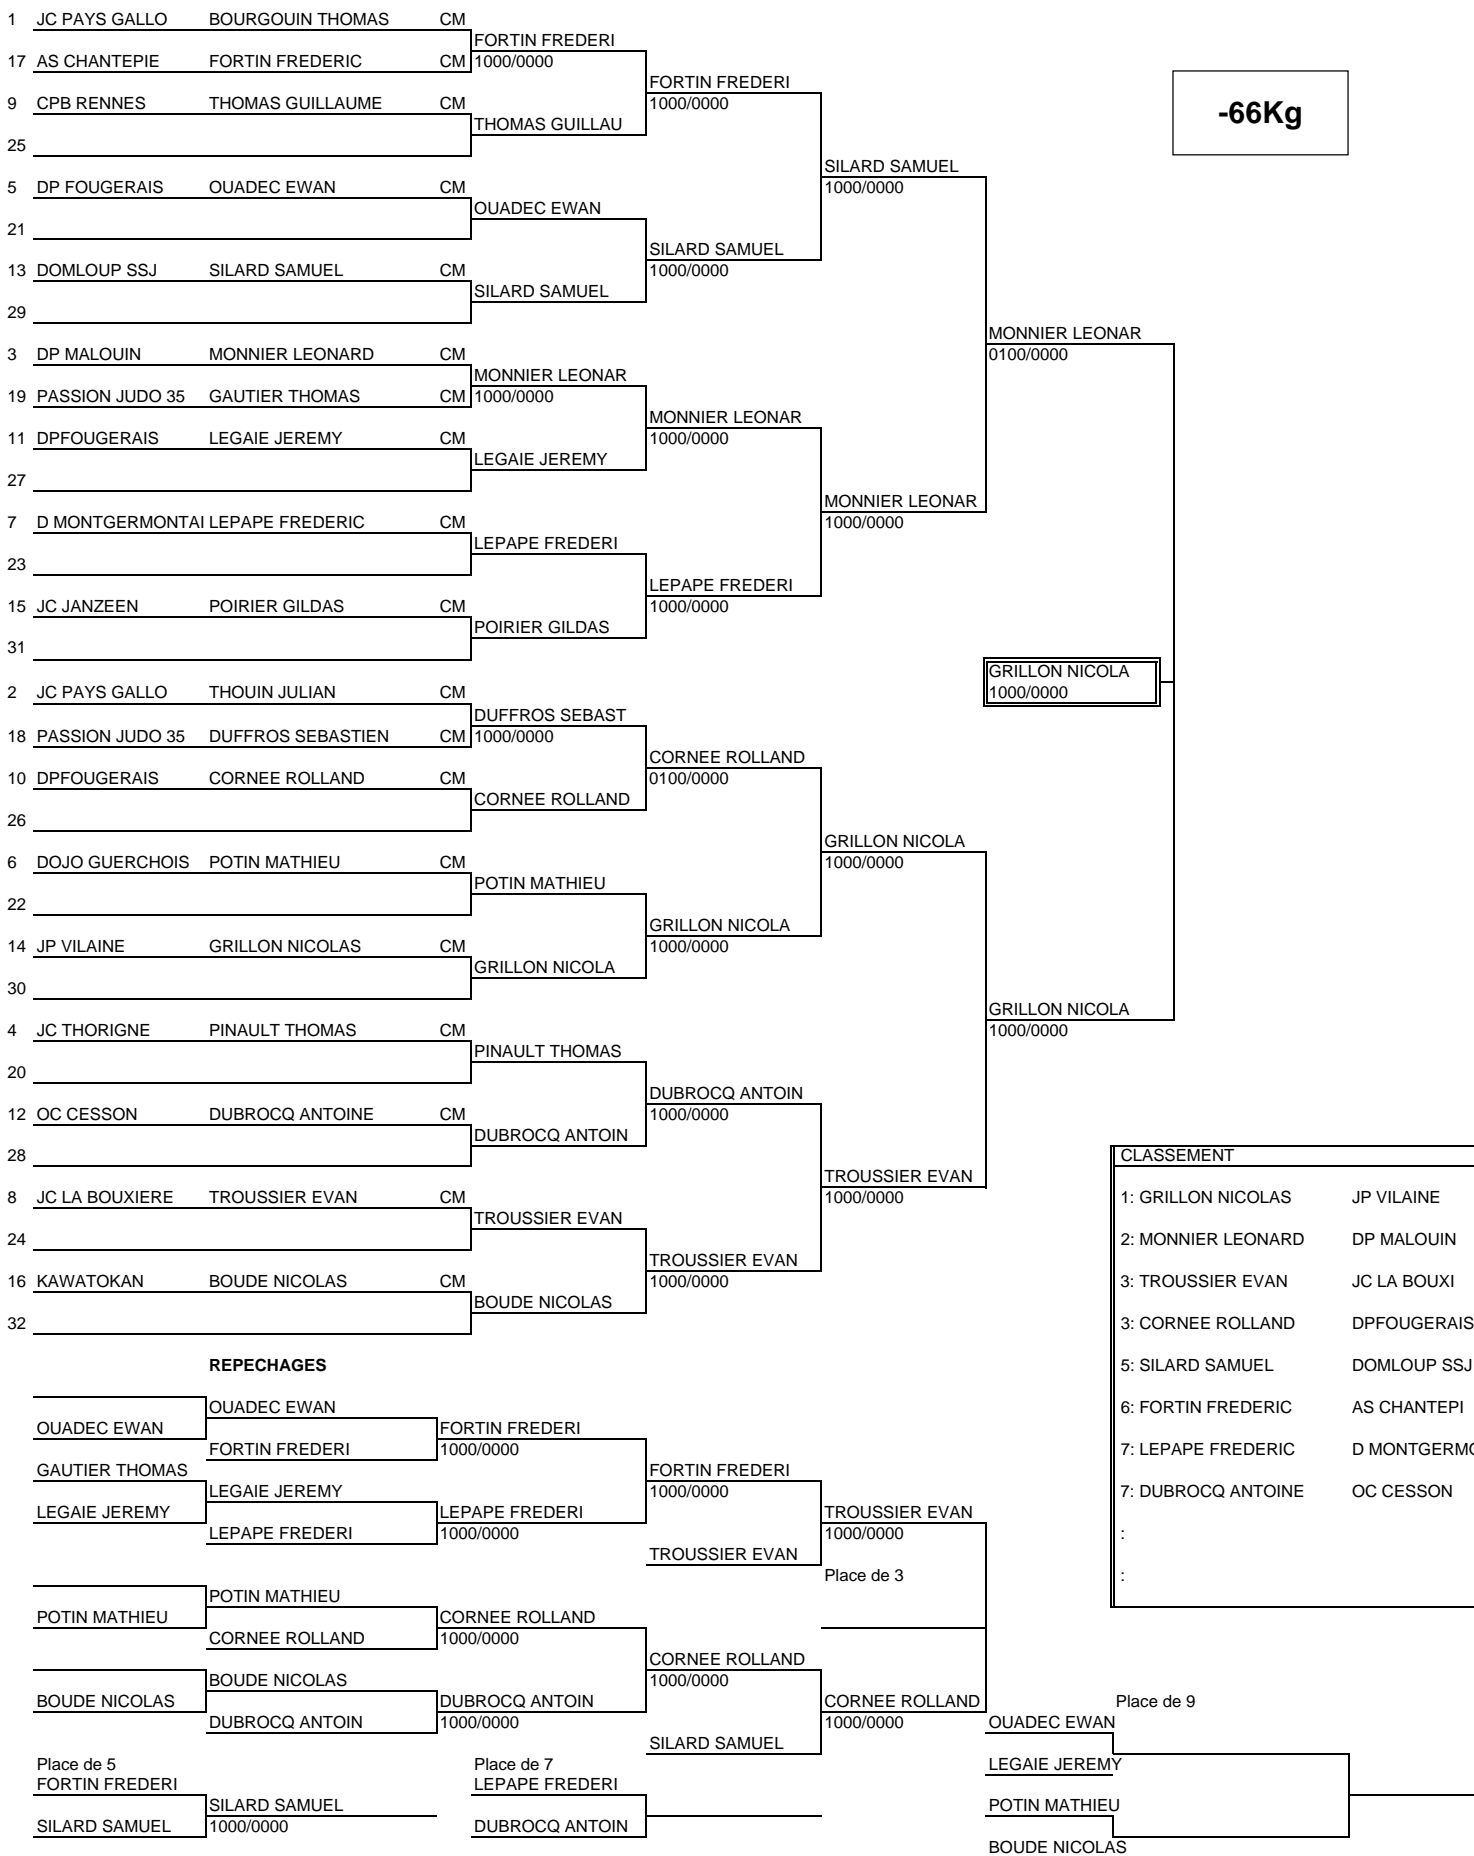 -66Kg
1 JC PAYS GALLO BOURGOUIN THOMAS CM
FORTIN FREDERI
17 AS CHANTEPIE FORTIN FREDERIC CM 1000/0000
FORTIN FREDERI
9 CPB RENNES THOMAS GUILLAUME CM 1000/0000
THOMAS GUILLAU
25
SILARD SAMUEL
5 DP FOUGERAIS OUADEC EWAN CM 1000/0000
OUADEC EWAN
21
SILARD SAMUEL
13 DOMLOUP SSJ SILARD SAMUEL CM 1000/0000
SILARD SAMUEL
29
MONNIER LEONAR
3 DP MALOUIN MONNIER LEONARD CM 0100/0000
MONNIER LEONAR
19 PASSION JUDO 35 GAUTIER THOMAS CM 1000/0000
MONNIER LEONAR
11 DPFOUGERAIS LEGAIE JEREMY CM 1000/0000
LEGAIE JEREMY
27
MONNIER LEONAR
7 D MONTGERMONTAI LEPAPE FREDERIC CM 1000/0000
LEPAPE FREDERI
23
LEPAPE FREDERI
15 JC JANZEEN POIRIER GILDAS CM 1000/0000
POIRIER GILDAS
31
GRILLON NICOLA
2 JC PAYS GALLO THOUIN JULIAN CM 1000/0000
DUFFROS SEBAST
18 PASSION JUDO 35 DUFFROS SEBASTIEN CM 1000/0000
CORNEE ROLLAND
10 DPFOUGERAIS CORNEE ROLLAND CM 0100/0000
CORNEE ROLLAND
26
GRILLON NICOLA
6 DOJO GUERCHOIS POTIN MATHIEU CM 1000/0000
POTIN MATHIEU
22
GRILLON NICOLA
14 JP VILAINE GRILLON NICOLAS CM 1000/0000
GRILLON NICOLA
30
GRILLON NICOLA
4 JC THORIGNE PINAULT THOMAS CM 1000/0000
PINAULT THOMAS
20
DUBROCQ ANTOIN
12 OC CESSON DUBROCQ ANTOINE CM 1000/0000
DUBROCQ ANTOIN
28
TROUSSIER EVAN
8 JC LA BOUXIERE TROUSSIER EVAN CM 1000/0000
TROUSSIER EVAN
24
TROUSSIER EVAN
16 KAWATOKAN BOUDE NICOLAS CM 1000/0000
BOUDE NICOLAS
32
CLASSEMENT
1: GRILLON NICOLAS JP VILAINE
2: MONNIER LEONARD DP MALOUIN
3: TROUSSIER EVAN JC LA BOUXI
3: CORNEE ROLLAND DPFOUGERAIS
5: SILARD SAMUEL DOMLOUP SSJ
6: FORTIN FREDERIC AS CHANTEPI
7: LEPAPE FREDERIC D MONTGERMO
7: DUBROCQ ANTOINE OC CESSON
:
:
REPECHAGES
OUADEC EWAN
OUADEC EWAN FORTIN FREDERI
FORTIN FREDERI 1000/0000
GAUTIER THOMAS FORTIN FREDERI
LEGAIE JEREMY 1000/0000
LEGAIE JEREMY LEPAPE FREDERI TROUSSIER EVAN
LEPAPE FREDERI 1000/0000 1000/0000
TROUSSIER EVAN
Place de 3
POTIN MATHIEU
POTIN MATHIEU CORNEE ROLLAND
CORNEE ROLLAND 1000/0000
CORNEE ROLLAND
BOUDE NICOLAS 1000/0000
BOUDE NICOLAS DUBROCQ ANTOIN CORNEE ROLLAND Place de 9
DUBROCQ ANTOIN 1000/0000 1000/0000 OUADEC EWAN
SILARD SAMUEL
Place de 5 Place de 7 LEGAIE JEREMY
FORTIN FREDERI LEPAPE FREDERI
SILARD SAMUEL POTIN MATHIEU
SILARD SAMUEL 1000/0000 DUBROCQ ANTOIN
BOUDE NICOLAS